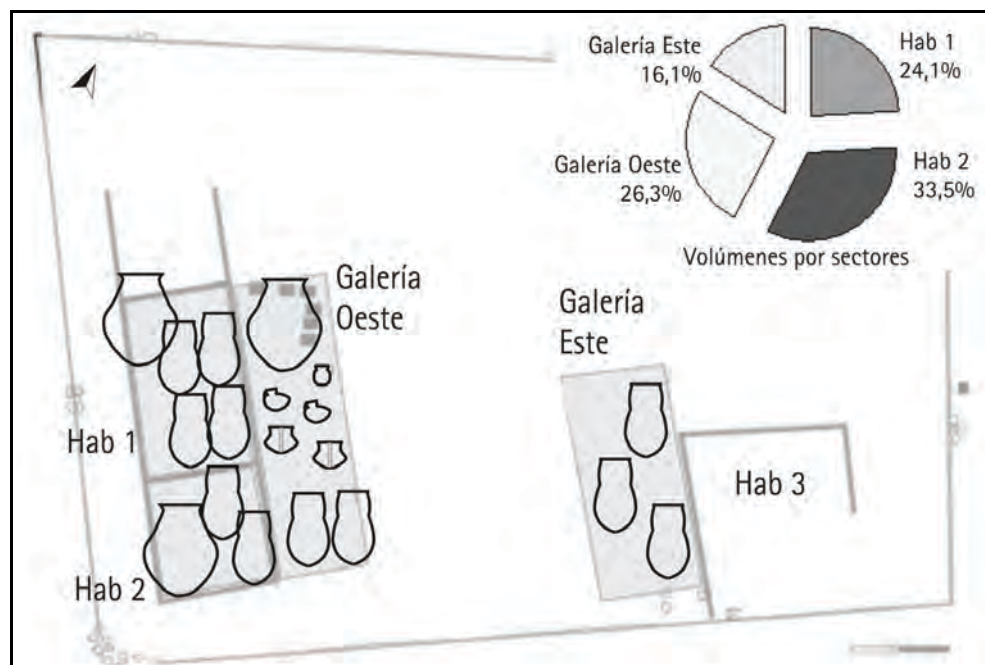 Galería Este
16,1%
Hab 1
24,1%
Galería Oeste
26,3%
Hab 2
33,5%
Volúmenes por sectores
Galería
Oeste
Galería
Este
Hab 1
Hab 3
Hab 2